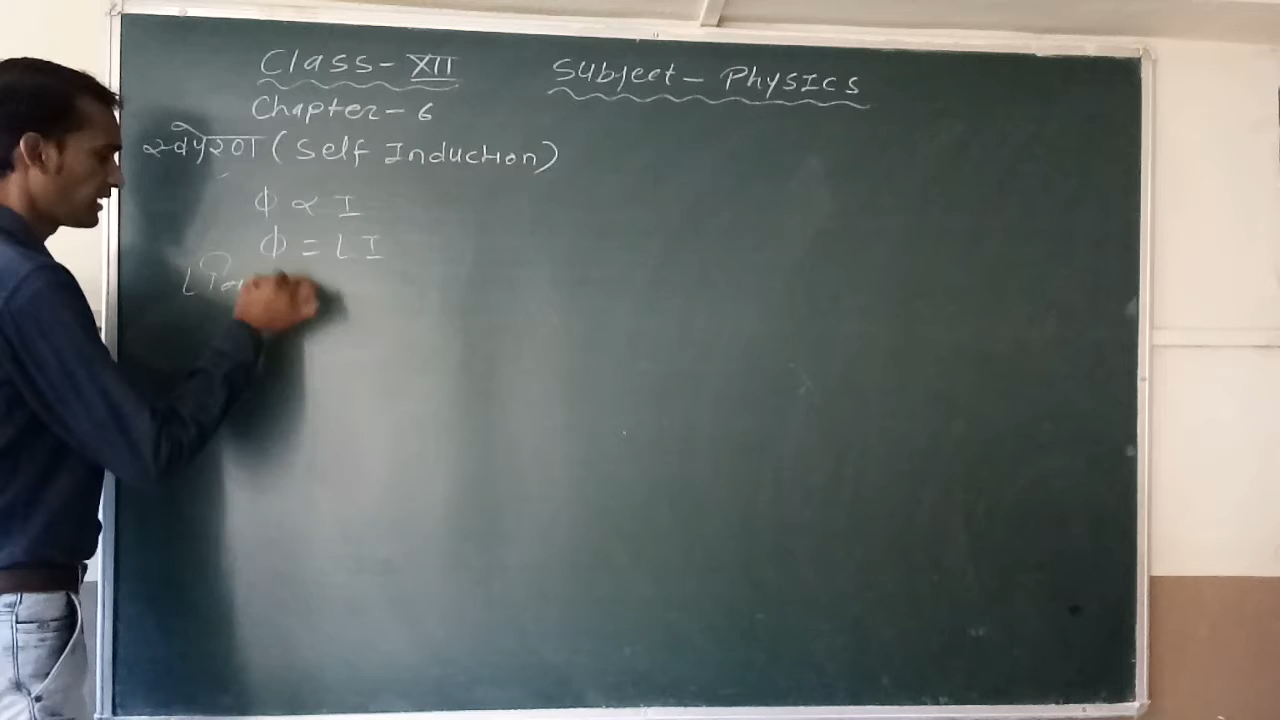 Class-XII Subject- Physics
Chapter-6
स्वप्रेरण (Self Induction)
Φ ∝ I
Φ = LI
L